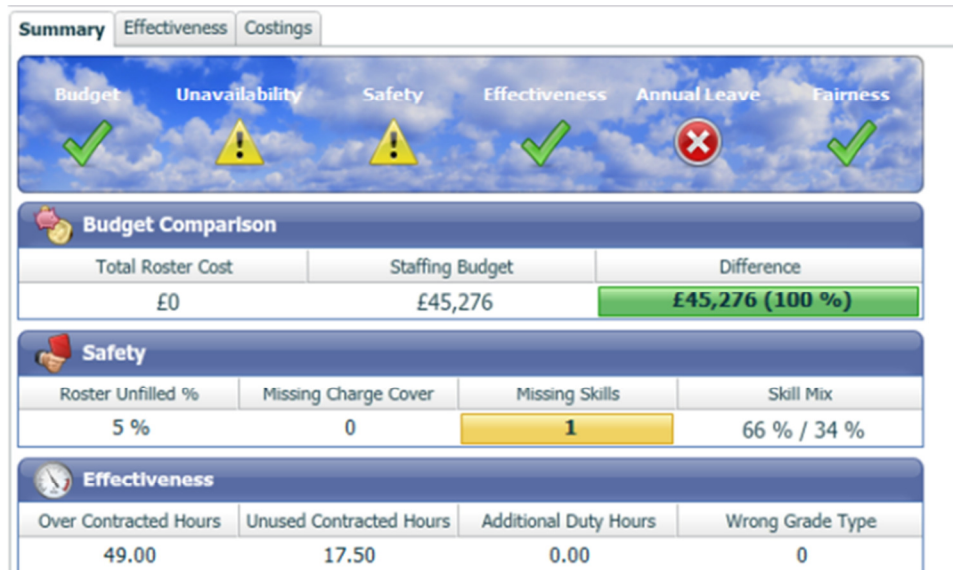 Summary Effectiveness Costings
Budget Unavailability Safety Effectiveness Annual Leave Fairness
Budget Comparison
Total Roster Cost Staffing Budget Difference
£0 £45,276 £45,276 (100 %)
Safety
Roster Unfilled % Missing Charge Cover Missing Skills Skill Mix
5 % 0 1 66 % / 34 %
Effectiveness
Over Contracted Hours Unused Contracted Hours Additional Duty Hours Wrong Grade Type
49.00 17.50 0.00 0